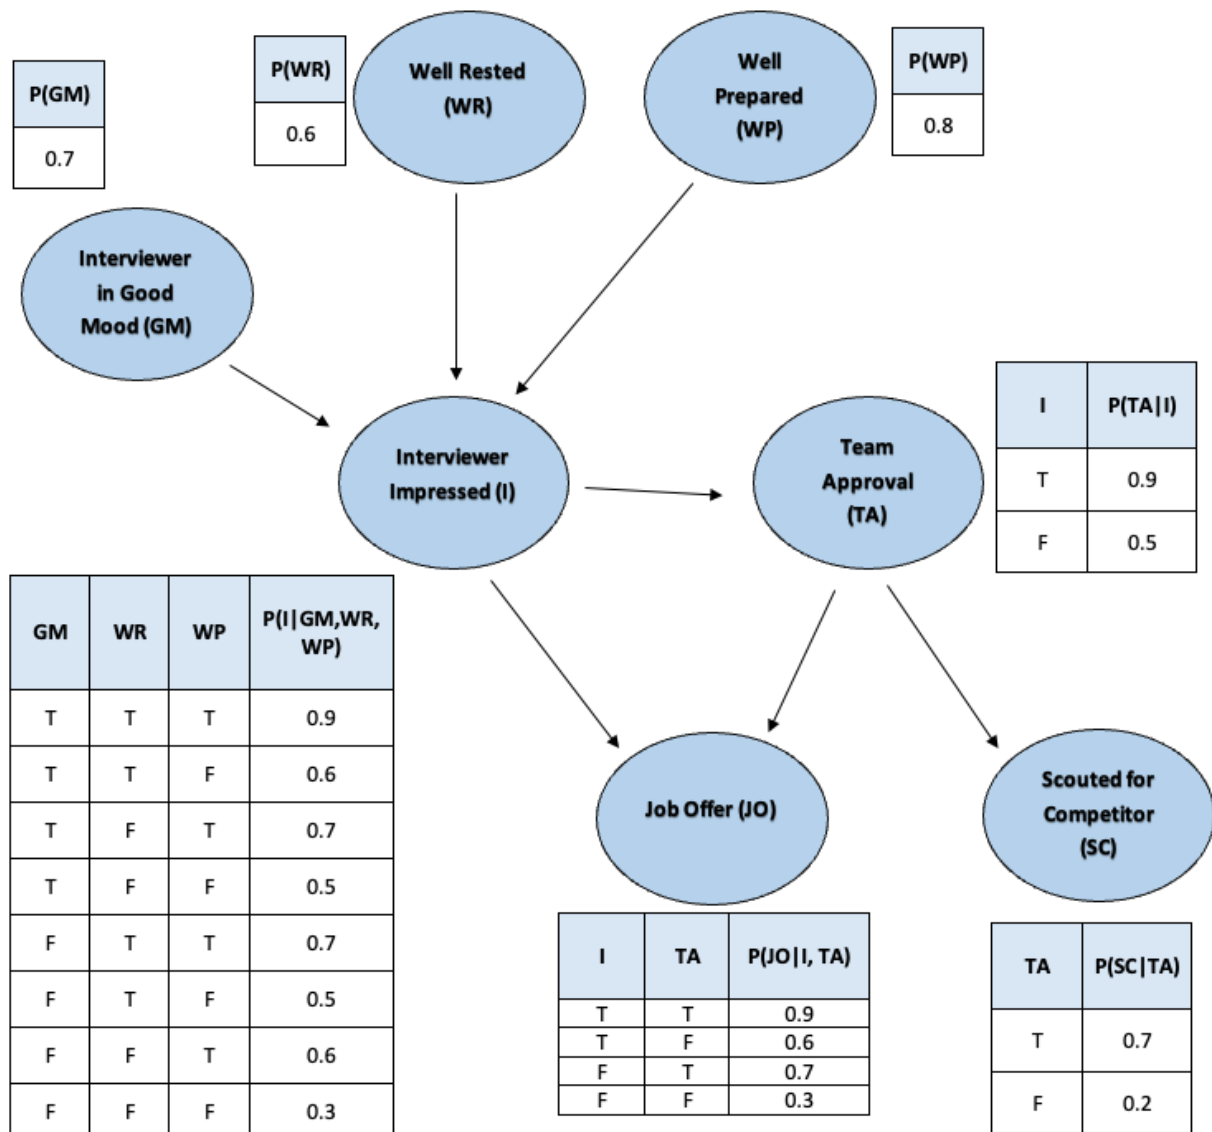 P(GM)
0.7
P(WR)
0.6
Well Rested
(WR)
Well
Prepared
(WP)
P(WP)
0.8
Interviewer
in Good
Mood (GM)
Interviewer
Impressed (I)
Team
Approval
(TA)
I P(TA|I)
T 0.9
F 0.5
GM WR WP P(I|GM,WR,
WP)
T T T 0.9
T T F 0.6
T F T 0.7
T F F 0.5
F T T 0.7
F T F 0.5
F F T 0.6
F F F 0.3
Job Offer (JO)
I TA P(JO|I, TA)
T T 0.9
T F 0.6
F T 0.7
F F 0.3
Scouted for
Competitor
(SC)
TA P(SC|TA)
T 0.7
F 0.2